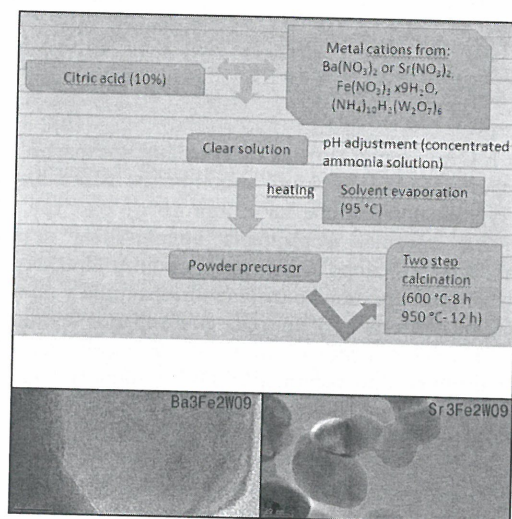 Metal cations from:
Ba(NO3)2 or Sr(NO3)2,
Fe(NO3)3 x9H2O,
(NH4)10H2(W2O7)6
Citric acid (10%)
Clear solution
pH adjustment (concentrated
ammonia solution)
heating
Solvent evaporation
(95 °C)
Powder precursor
Two step
calcination
(600 °C-8 h
950 °C- 12 h)
Ba3Fe2WO9
Sr3Fe2WO9